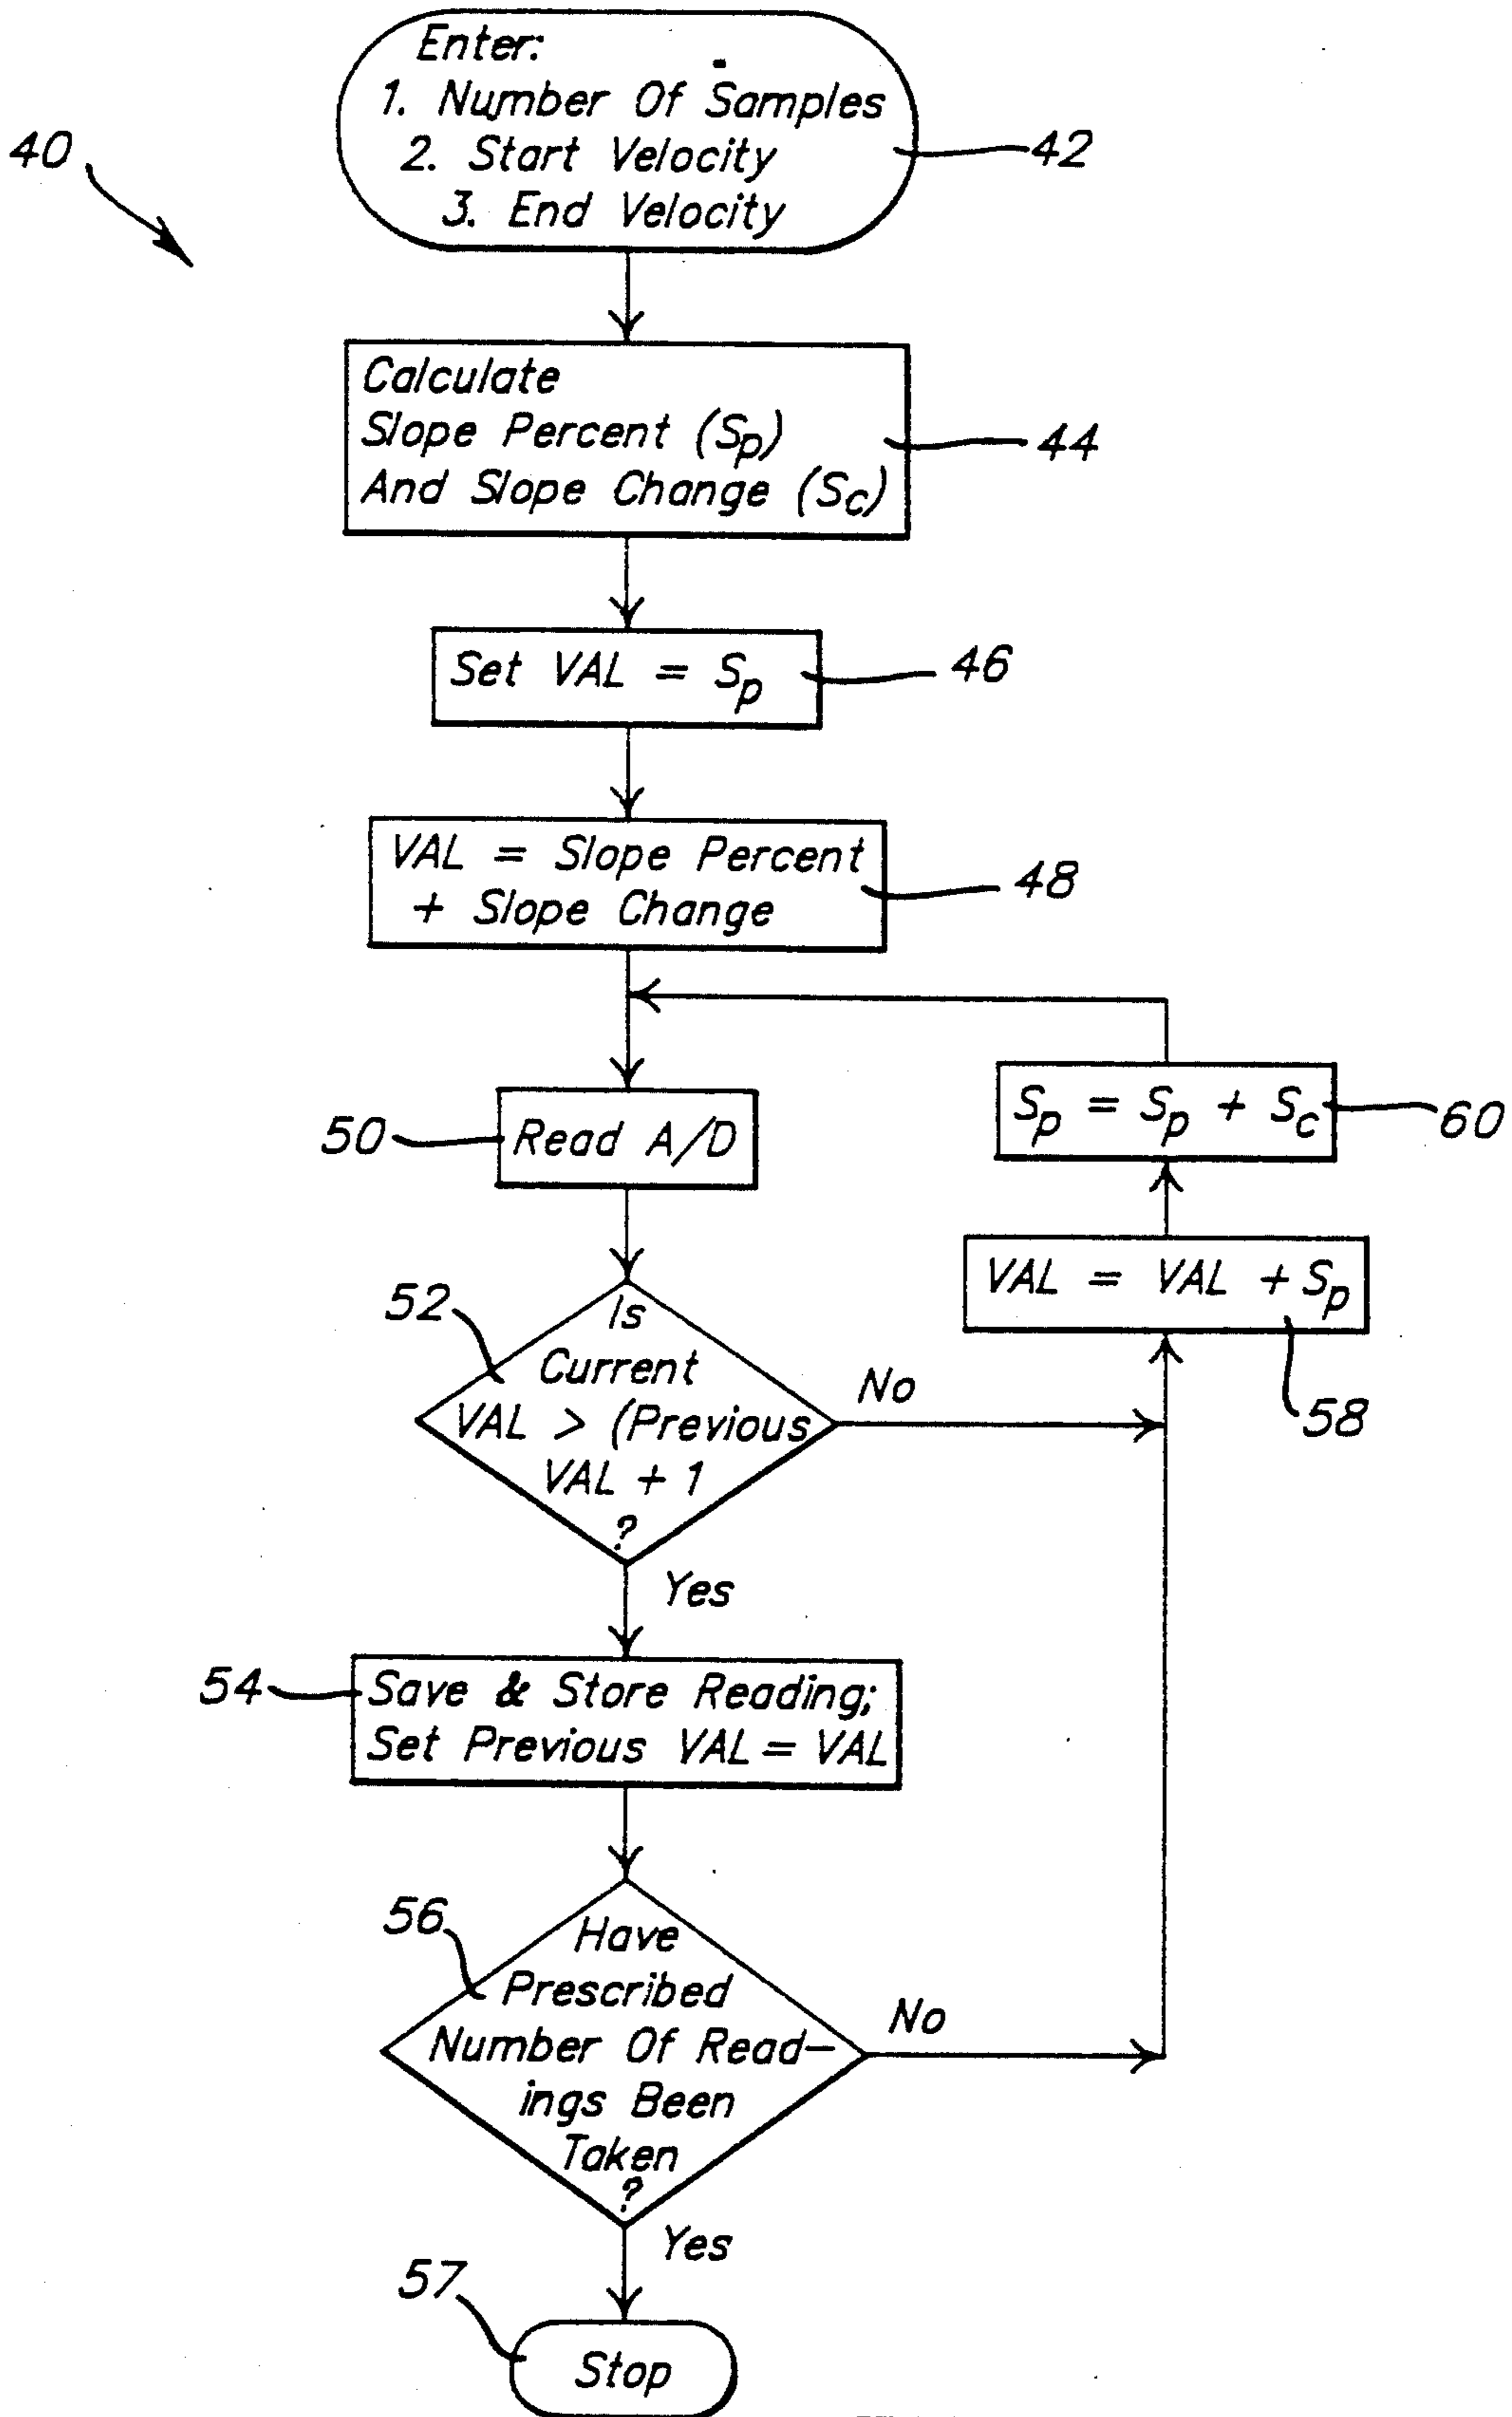 40
Enter:
1. Number Of Samples
2. Start Velocity
3. End Velocity
42
Calculate
Slope Percent (Sp)
And Slope Change (Sc)
44
Set VAL = Sp
46
VAL = Slope Percent
+ Slope Change
48
50
Read A/D
Sp = Sp + Sc
60
VAL = VAL + Sp
58
52
Is
Current
VAL > (Previous
VAL + 1
?
No
Yes
54
Save & Store Reading;
Set Previous VAL = VAL
56
Have
Prescribed
Number Of Read-
ings Been
Taken
?
No
Yes
57
Stop